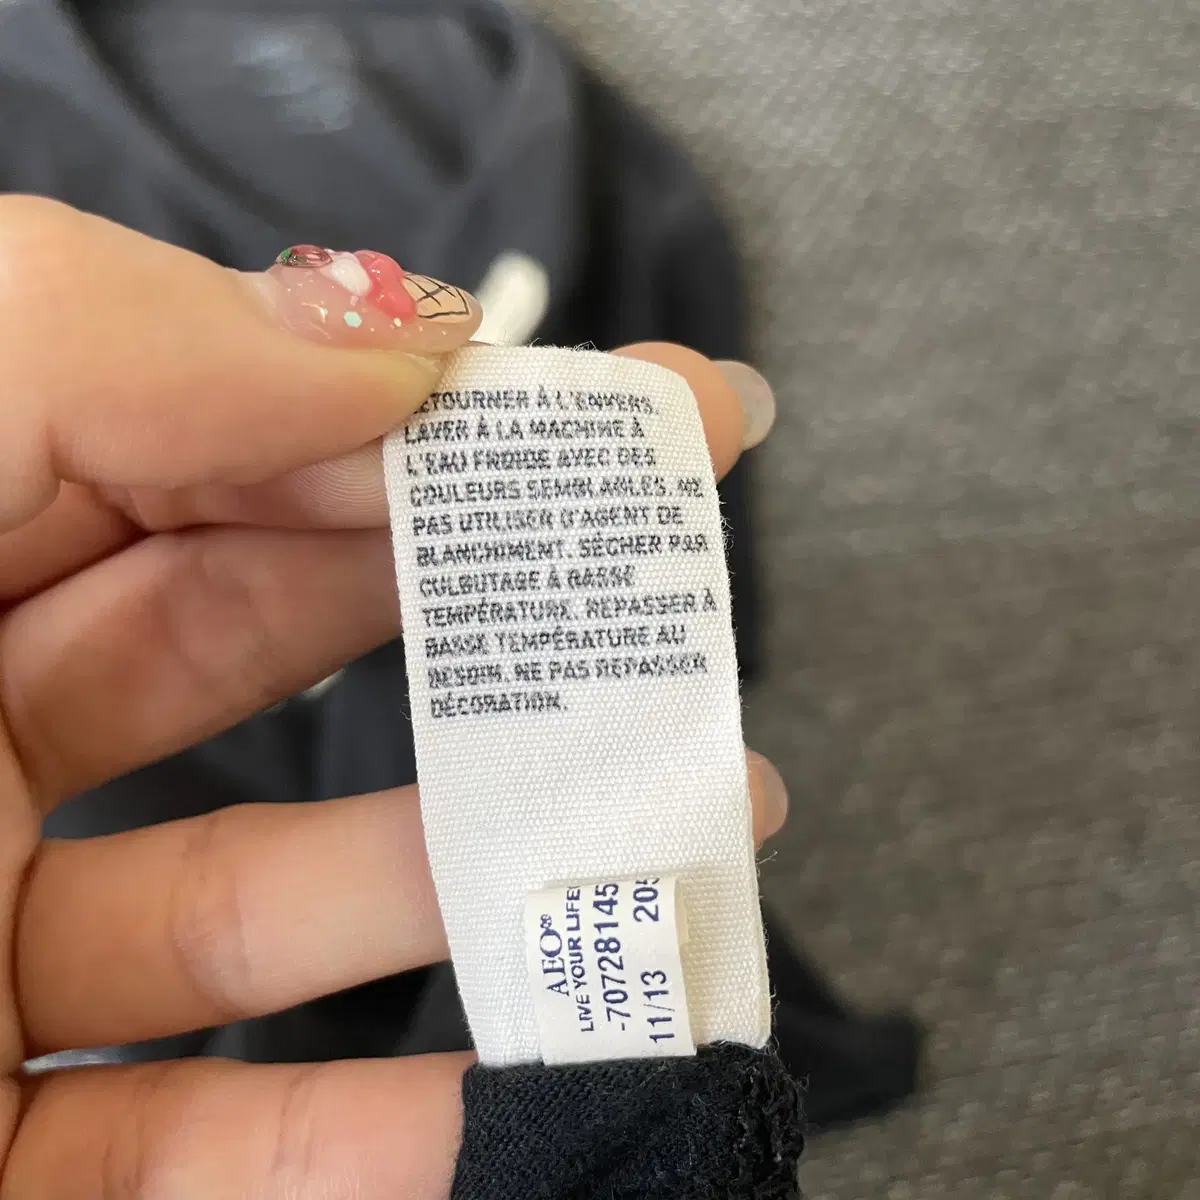 RETOURNER À L'ENVERS.
LAVER À LA MACHINE À
L'EAU FROIDE AVEC DES
COULEURS SEMBLABLES. NE
PAS UTILISER D'AGENT DE
BLANCHIMENT. SÉCHER PAR
CULBUTAGE À BASSE
TEMPÉRATURE. REPASSER À
BASSE TEMPÉRATURE AU
BESOIN. NE PAS REPASSER
DÉCORATION.
AEO®
LIVE YOUR LIFE
-70728145
11/13 205